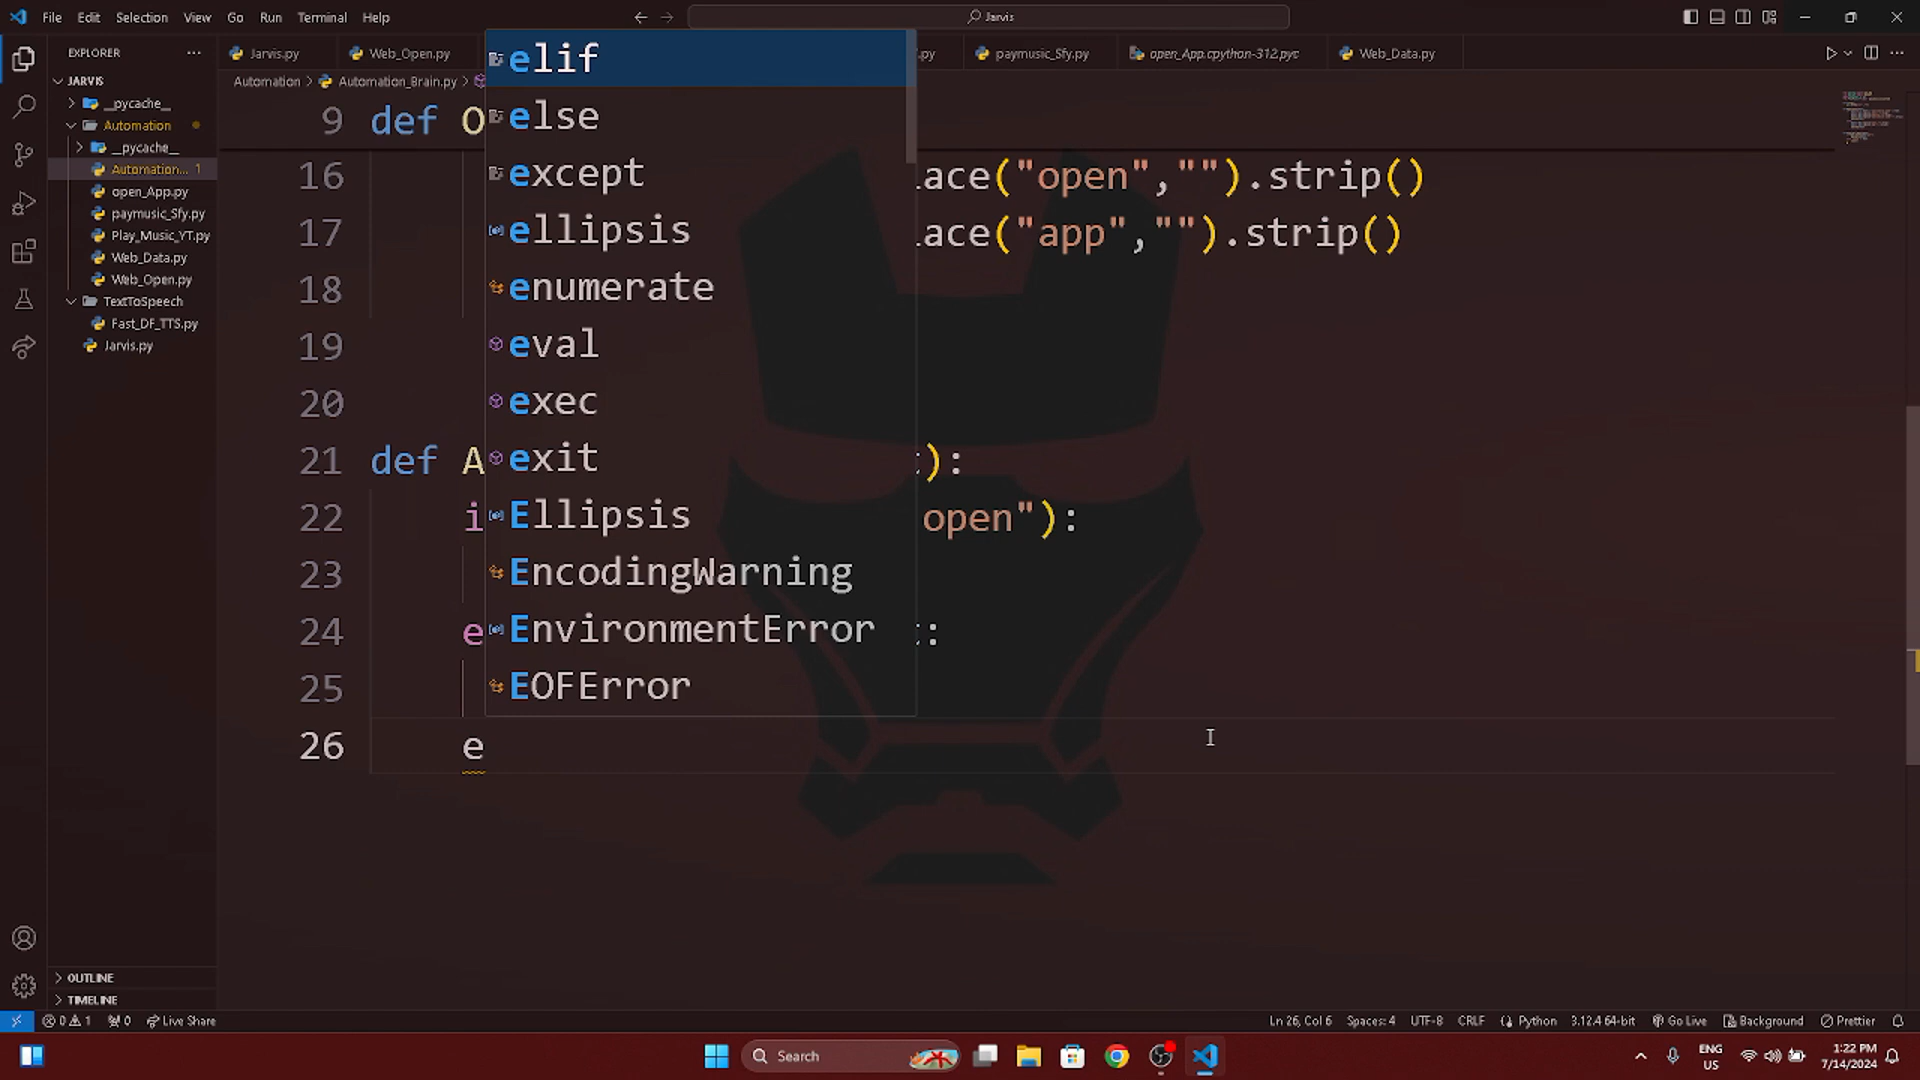 File Edit Selection View Go Run Terminal Help
Jarvis
EXPLORER
Jarvis.py Web_Open.py .py paymusic_Sfy.py open_App.cpython-312.pyc Web_Data.py
JARVIS
Automation > Automation_Brain.py >
__pycache__
Automation
__pycache__
Automation... 1
open_App.py
paymusic_Sfy.py
Play_Music_YT.py
Web_Data.py
Web_Open.py
TextToSpeech
Fast_DF_TTS.py
Jarvis.py
OUTLINE
TIMELINE
9 def O
16 lace("open","").strip()
17 lace("app","").strip()
18
19
20
21 def A ):
22 i open"):
23
24 e :
25
26 e
elif
else
except
ellipsis
enumerate
eval
exec
exit
Ellipsis
EncodingWarning
EnvironmentError
EOFError
0 1 0 Live Share Ln 26, Col 6 Spaces: 4 UTF-8 CRLF Python 3.12.4 64-bit Go Live Background Prettier
Search
ENG
US
1:22 PM
7/14/2024